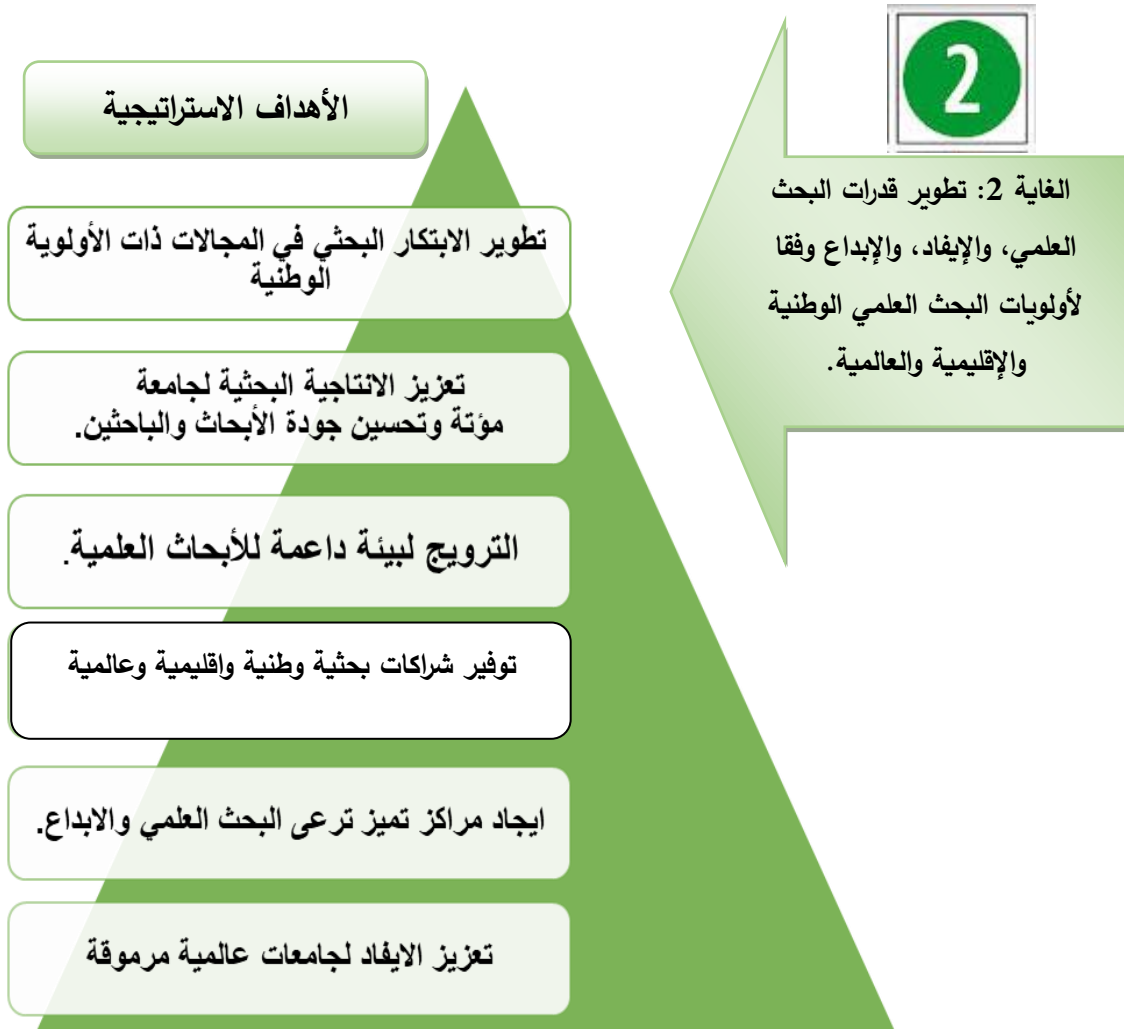 2
الغاية 2: تطوير قدرات البحث
العلمي، والإيفاد، والإبداع وفقا
لأولويات البحث العلمي الوطنية
والإقليمية والعالمية.
الأهداف الاستراتيجية
تطوير الابتكار البحثي في المجالات ذات الأولوية
الوطنية
تعزيز الانتاجية البحثية لجامعة
مؤتة وتحسين جودة الأبحاث والباحثين.
الترويج لبيئة داعمة للأبحاث العلمية.
توفير شراكات بحثية وطنية واقليمية وعالمية
ايجاد مراكز تميز ترعى البحث العلمي والابداع.
تعزيز الايفاد لجامعات عالمية مرموقة